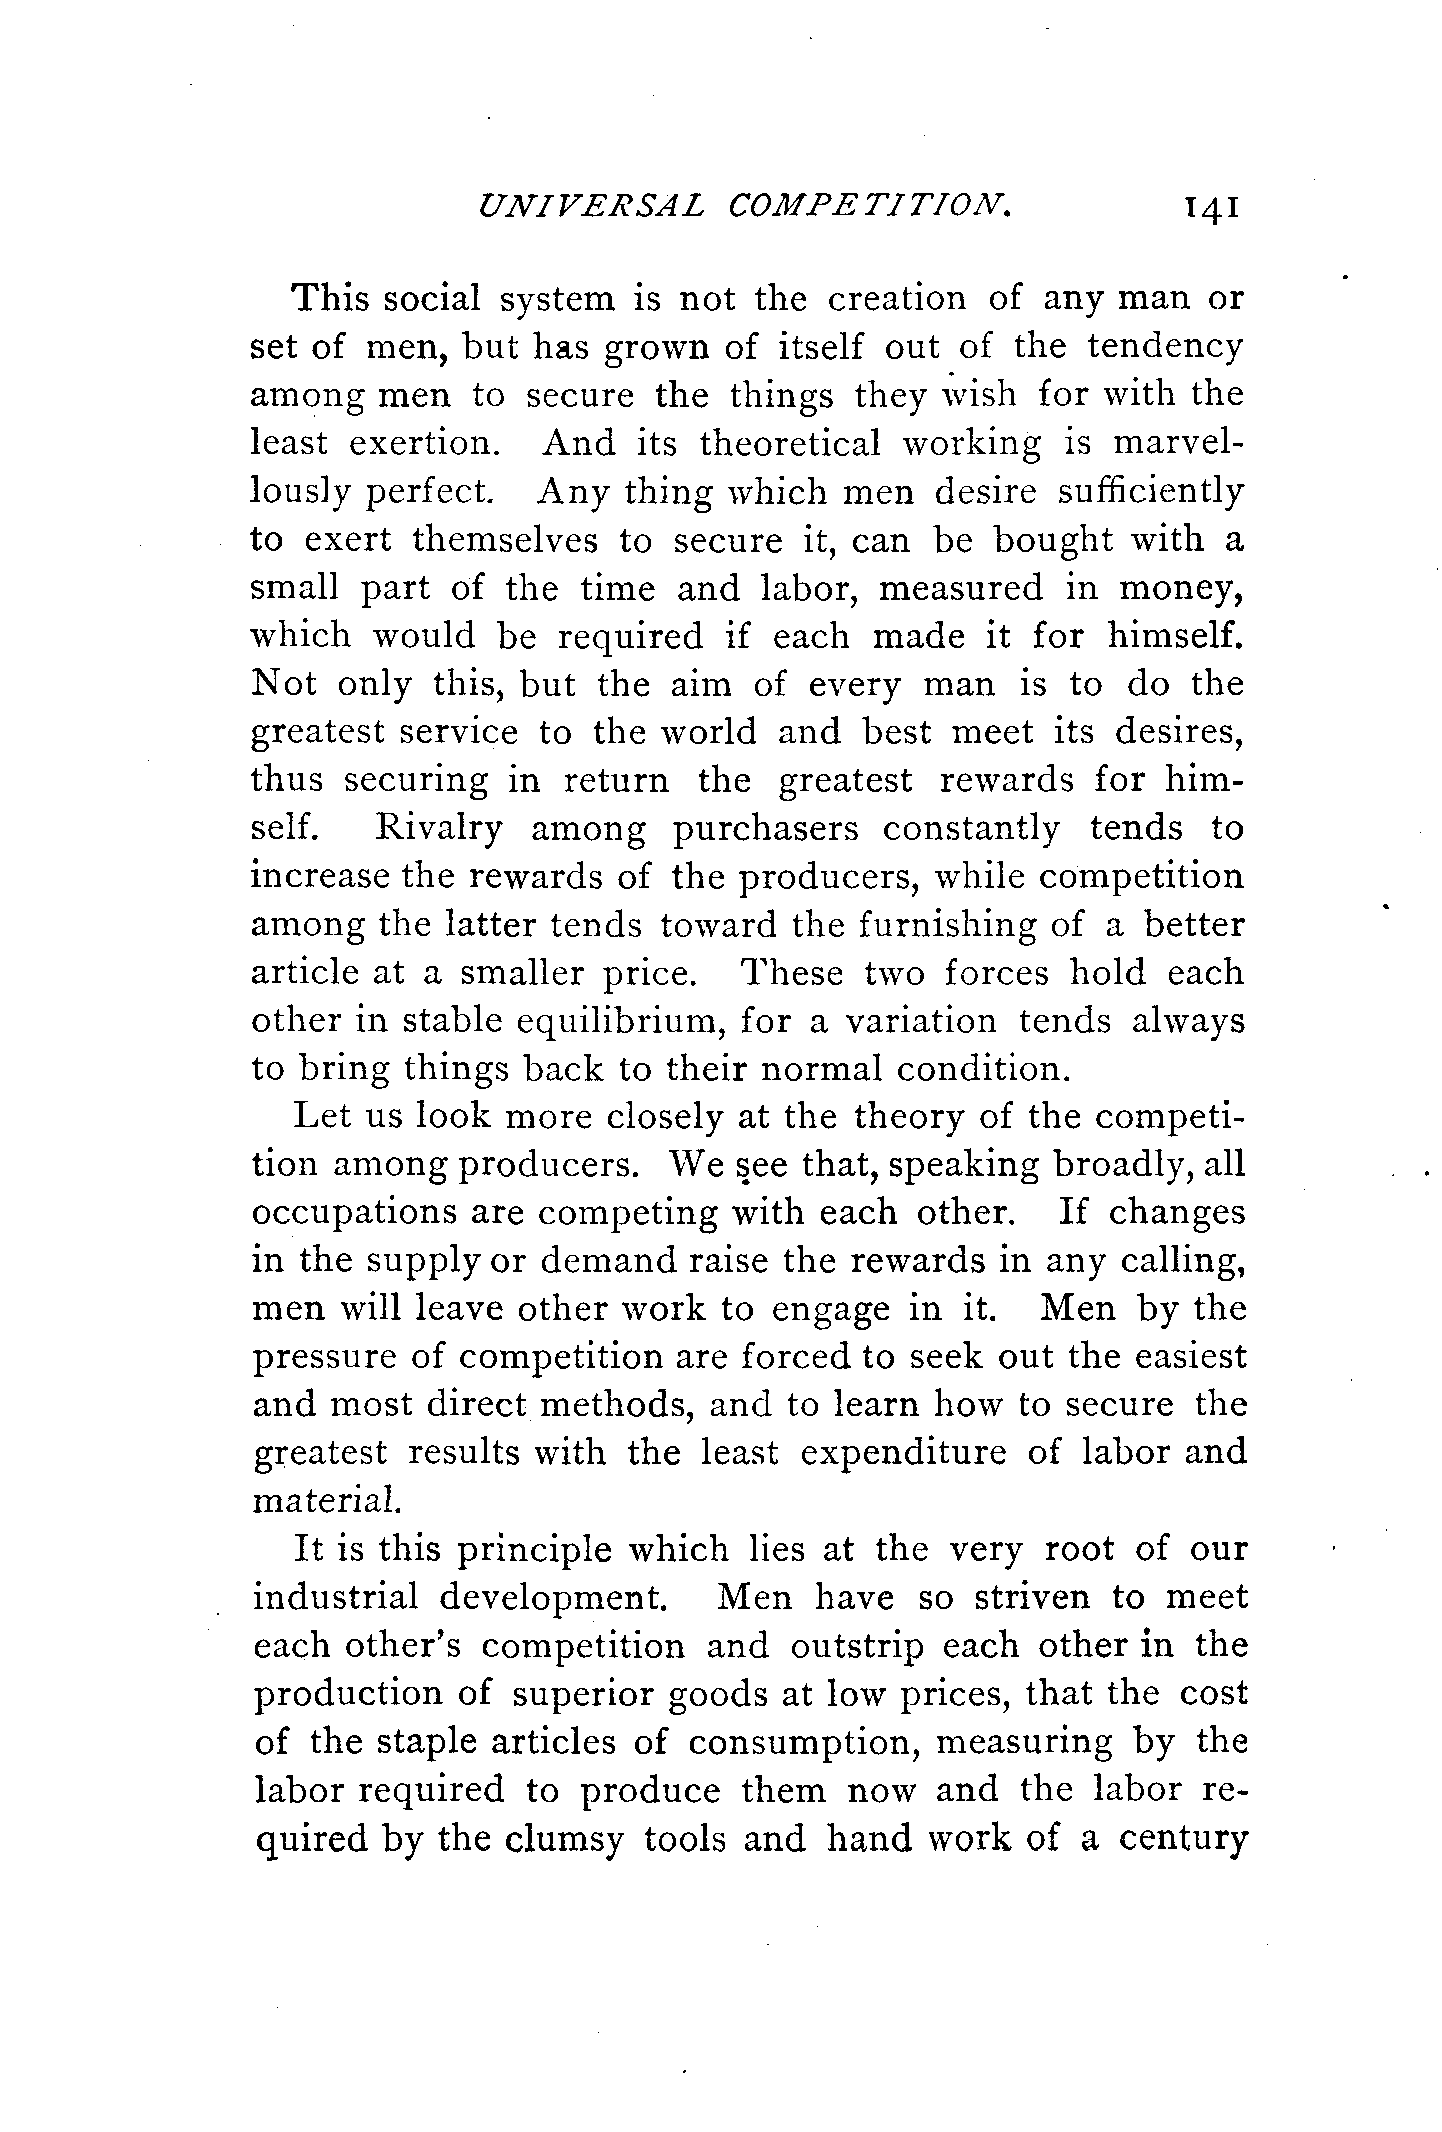 UNIVERSAL COMPETITION. 141
This social system is not the creation of any man or
set of men, but has grown of itself out of the tendency
among men to secure the things they wish for with the
least exertion. And its theoretical working is marvel-
lously perfect. Any thing which men desire sufficiently
to exert themselves to secure it, can be bought with a
small part of the time and labor, measured in money,
which would be required if each made it for himself.
Not only this, but the aim of every man is to do the
greatest service to the world and best meet its desires,
thus securing in return the greatest rewards for him-
self. Rivalry among purchasers constantly tends to
increase the rewards of the producers, while competition
among the latter tends toward the furnishing of a better
article at a smaller price. These two forces hold each
other in stable equilibrium, for a variation tends always
to bring things back to their normal condition.
Let us look more closely at the theory of the competi-
tion among producers. We see that, speaking broadly, all
occupations are competing with each other. If changes
in the supply or demand raise the rewards in any calling,
men will leave other work to engage in it. Men by the
pressure of competition are forced to seek out the easiest
and most direct methods, and to learn how to secure the
greatest results with the least expenditure of labor and
material.
It is this principle which lies at the very root of our
industrial development. Men have so striven to meet
each other's competition and outstrip each other in the
production of superior goods at low prices, that the cost
of the staple articles of consumption, measuring by the
labor required to produce them now and the labor re-
quired by the clumsy tools and hand work of a century